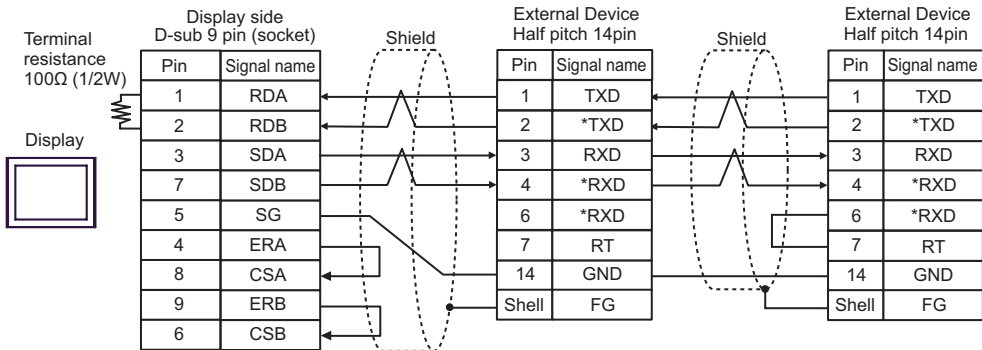 Display side
D-sub 9 pin (socket)
External Device
Half pitch 14pin
External Device
Half pitch 14pin
Terminal
resistance
100Ω (1/2W)
Shield
Shield
Display
Pin Signal name
1 RDA
2 RDB
3 SDA
7 SDB
5 SG
4 ERA
8 CSA
9 ERB
6 CSB
Pin Signal name
1 TXD
2 *TXD
3 RXD
4 *RXD
6 *RXD
7 RT
14 GND
Shell FG
Pin Signal name
1 TXD
2 *TXD
3 RXD
4 *RXD
6 *RXD
7 RT
14 GND
Shell FG